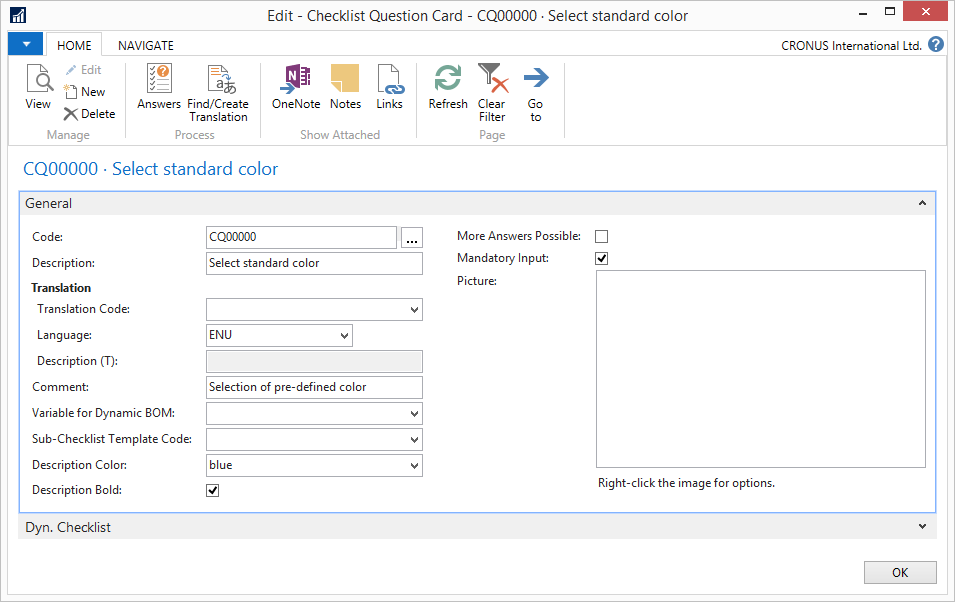 Edit - Checklist Question Card - CQ00000 · Select standard color
HOME NAVIGATE
CRONUS International Ltd. ?
View
Edit
New
Delete
Manage
Answers
Find/Create
Translation
Process
OneNote
Notes
Links
Show Attached
Refresh
Clear
Filter
Go
to
Page
CQ00000 · Select standard color
General
Code: CQ00000 ...
Description: Select standard color
Translation
Translation Code:
Language: ENU
Description (T):
Comment: Selection of pre-defined color
Variable for Dynamic BOM:
Sub-Checklist Template Code:
Description Color: blue
Description Bold:
More Answers Possible:
Mandatory Input:
Picture:
Right-click the image for options.
Dyn. Checklist
OK